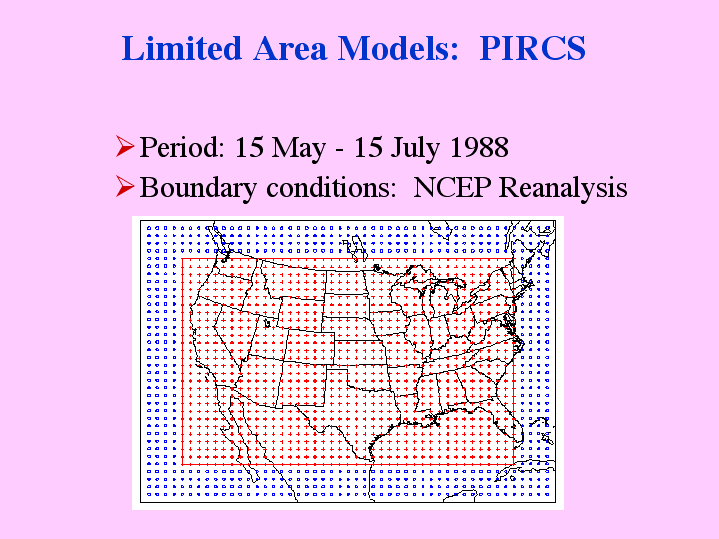 Limited Area Models: PIRCS
Period: 15 May - 15 July 1988
Boundary conditions: NCEP Reanalysis